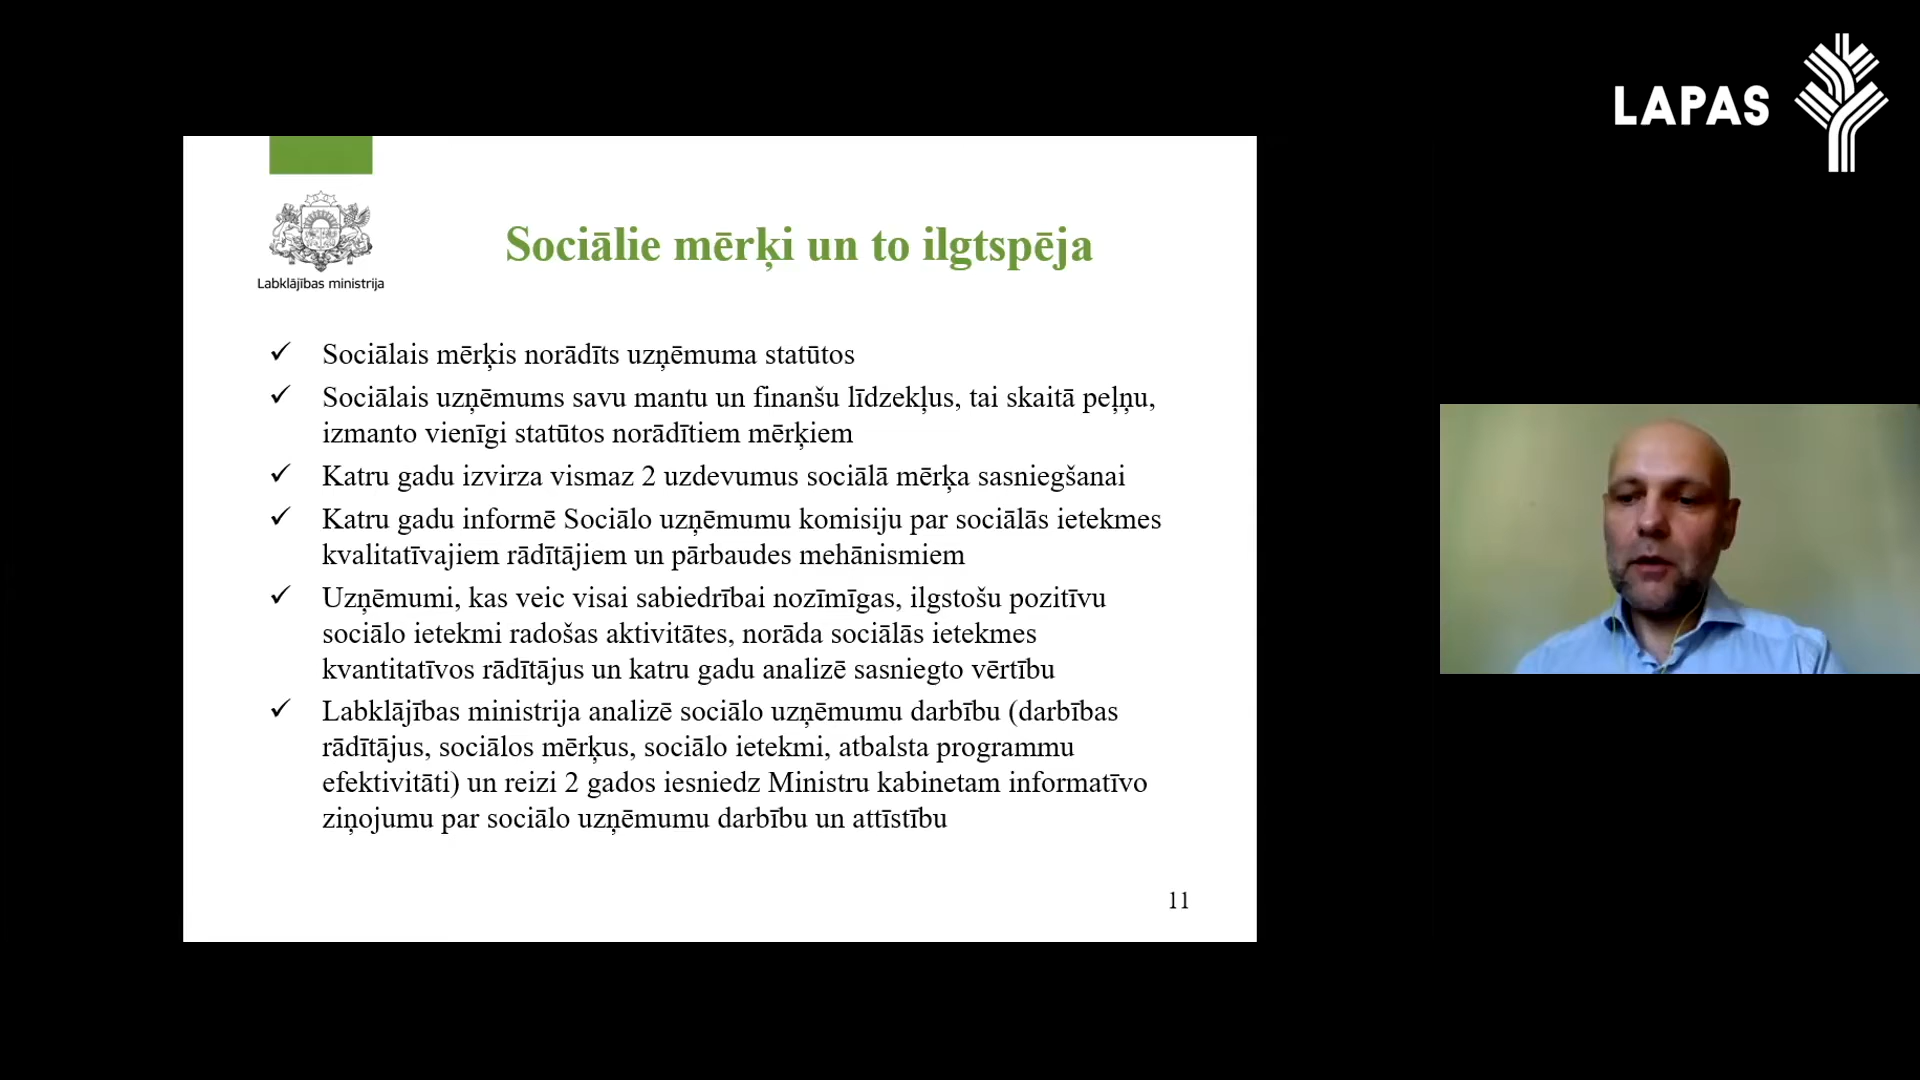 LAPAS
Labklājības ministrija
Sociālie mērķi un to ilgtspēja
✓ Sociālais mērķis norādīts uzņēmuma statūtos
✓ Sociālais uzņēmums savu mantu un finanšu līdzekļus, tai skaitā peļņu,
izmanto vienīgi statūtos norādītiem mērķiem
✓ Katru gadu izvirza vismaz 2 uzdevumus sociālā mērķa sasniegšanai
✓ Katru gadu informē Sociālo uzņēmumu komisiju par sociālās ietekmes
kvalitatīvajiem rādītājiem un pārbaudes mehānismiem
✓ Uzņēmumi, kas veic visai sabiedrībai nozīmīgas, ilgstošu pozitīvu
sociālo ietekmi radošas aktivitātes, norāda sociālās ietekmes
kvantitatīvos rādītājus un katru gadu analizē sasniegto vērtību
✓ Labklājības ministrija analizē sociālo uzņēmumu darbību (darbības
rādītājus, sociālos mērķus, sociālo ietekmi, atbalsta programmu
efektivitāti) un reizi 2 gados iesniedz Ministru kabinetam informatīvo
ziņojumu par sociālo uzņēmumu darbību un attīstību
11